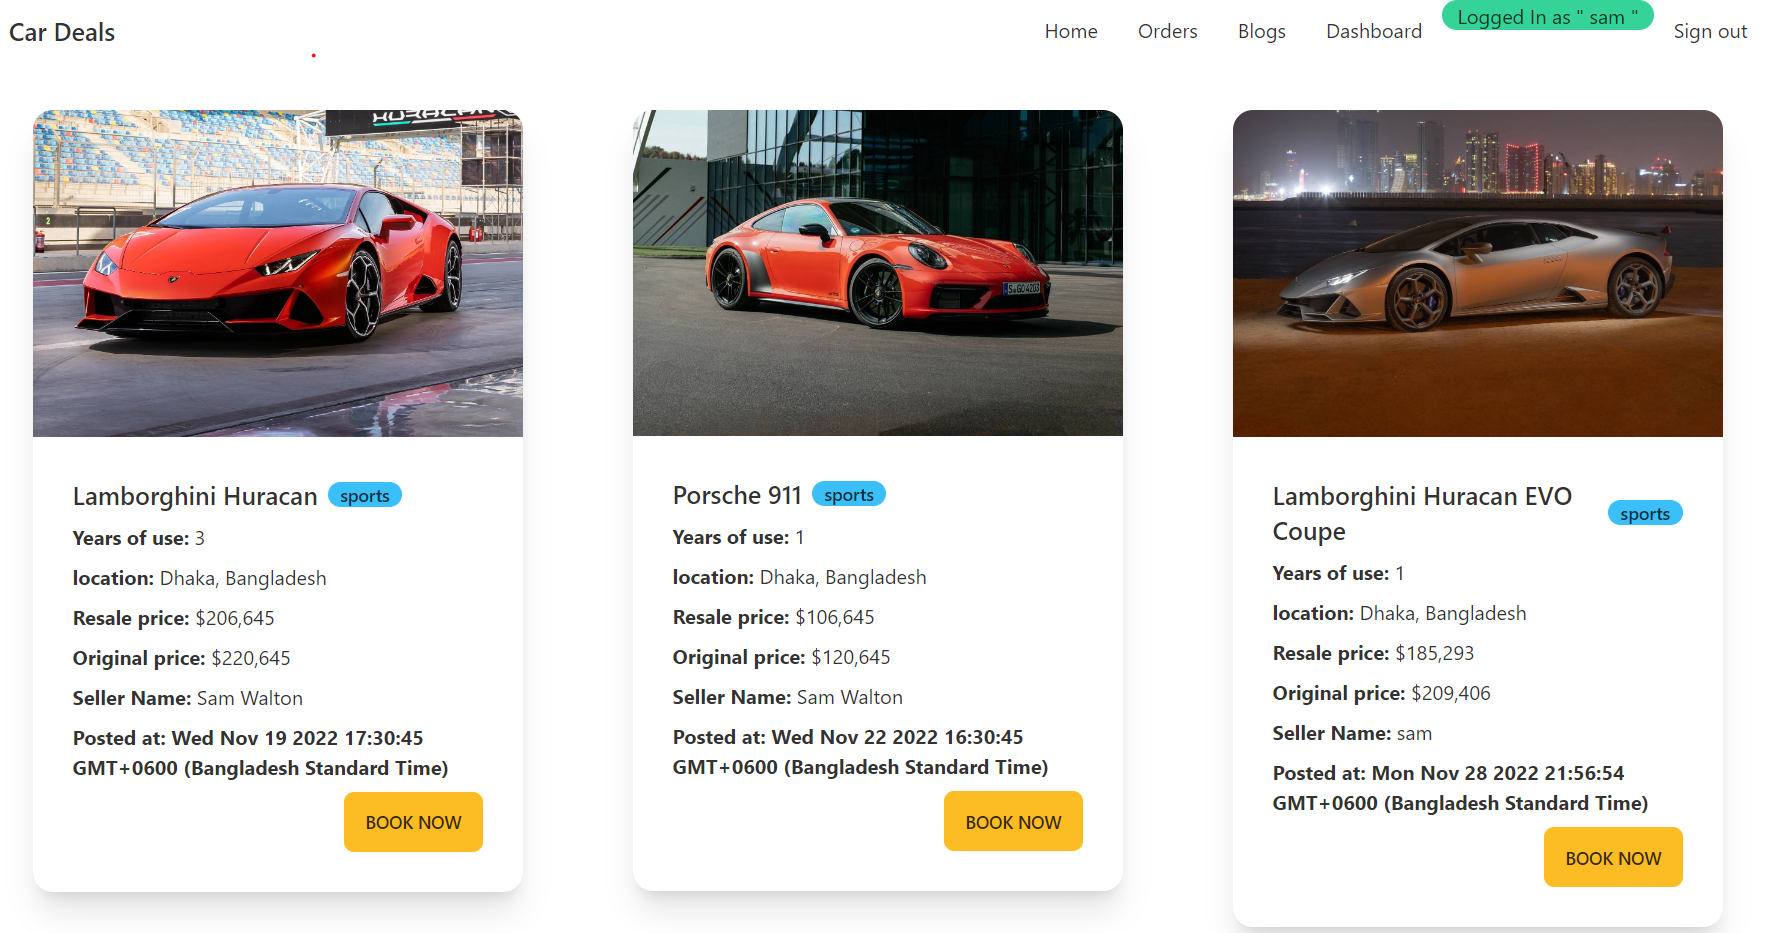 Car Deals
Home
Orders
Blogs
Dashboard
Logged In as " sam "
Sign out
HURACAN
2
Lamborghini Huracan
sports
Years of use: 3
location: Dhaka, Bangladesh
Resale price: $206,645
Original price: $220,645
Seller Name: Sam Walton
Posted at: Wed Nov 19 2022 17:30:45
GMT+0600 (Bangladesh Standard Time)
BOOK NOW
S GO 4203
Porsche 911
sports
Years of use: 1
location: Dhaka, Bangladesh
Resale price: $106,645
Original price: $120,645
Seller Name: Sam Walton
Posted at: Wed Nov 22 2022 16:30:45
GMT+0600 (Bangladesh Standard Time)
BOOK NOW
Lamborghini Huracan EVO
Coupe
sports
Years of use: 1
location: Dhaka, Bangladesh
Resale price: $185,293
Original price: $209,406
Seller Name: sam
Posted at: Mon Nov 28 2022 21:56:54
GMT+0600 (Bangladesh Standard Time)
BOOK NOW